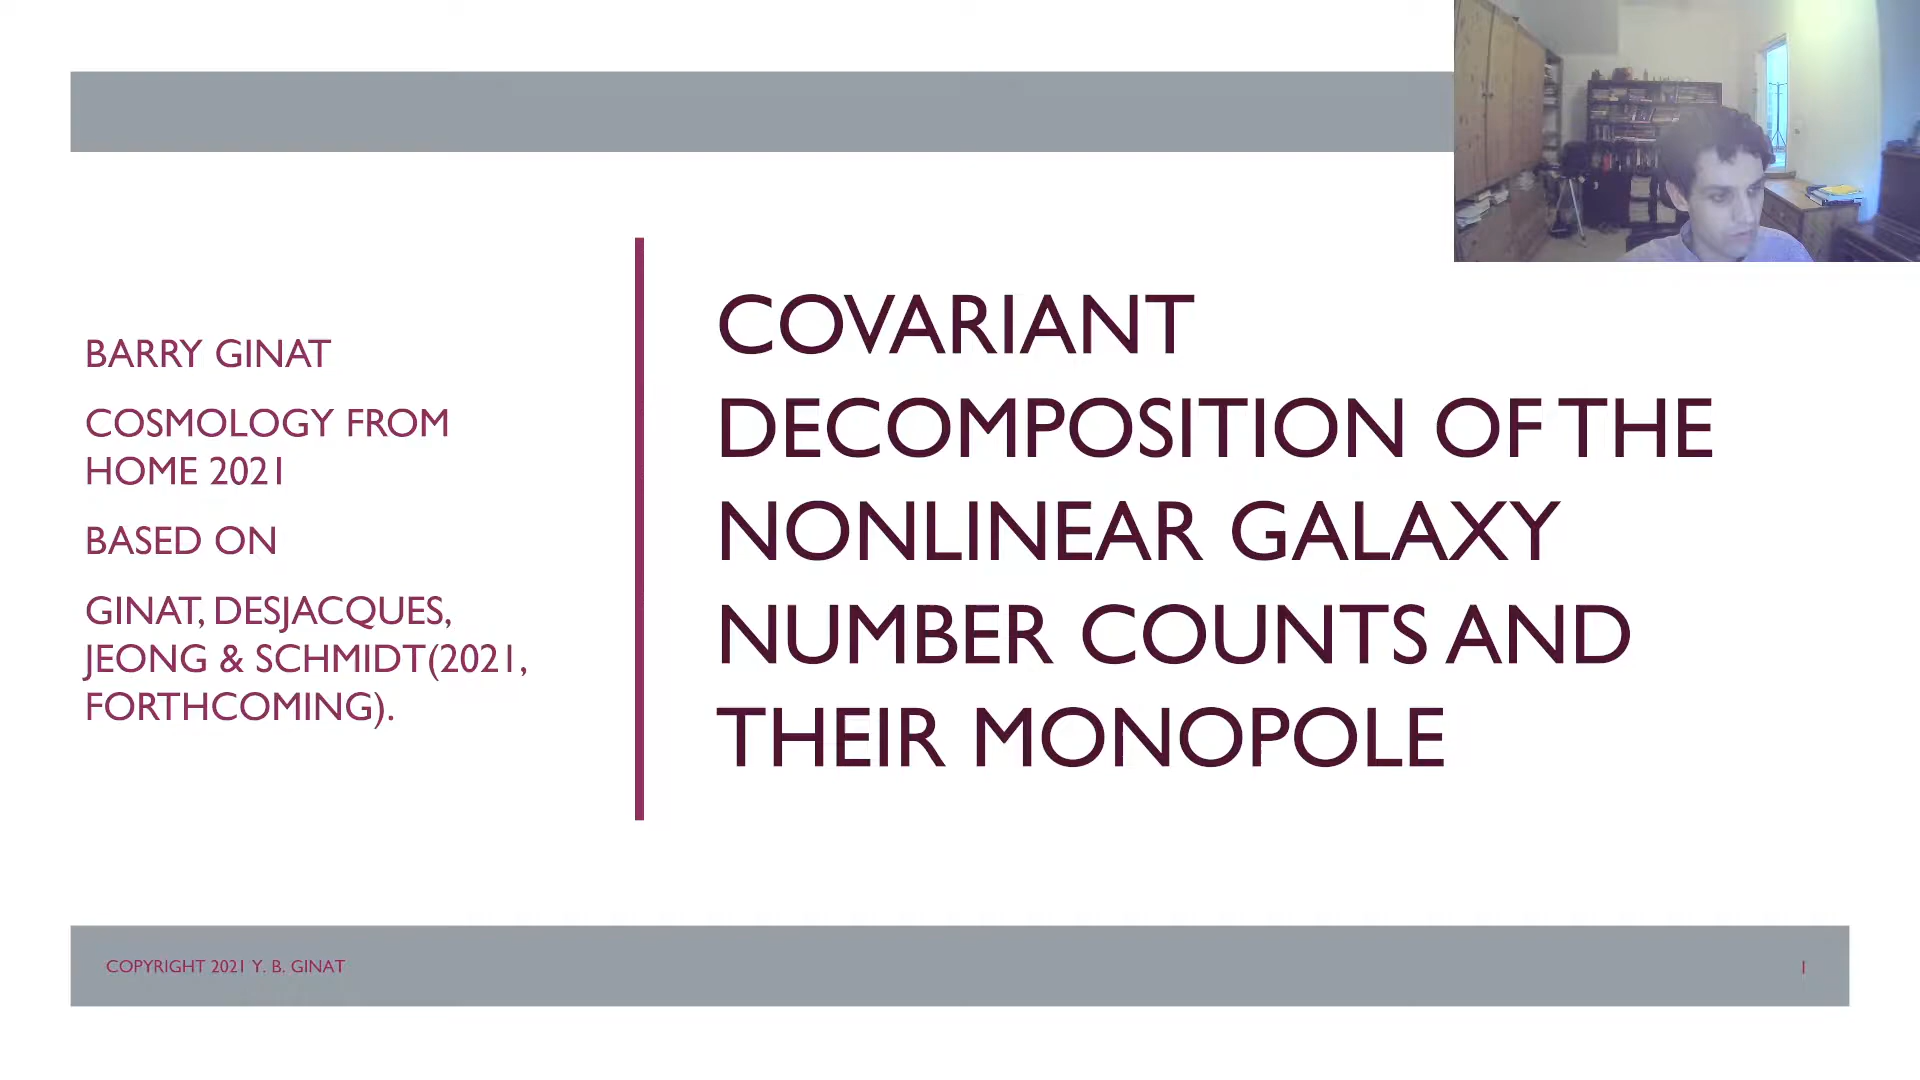 BARRY GINAT
COSMOLOGY FROM
HOME 2021
BASED ON
GINAT, DESJACQUES,
JEONG & SCHMIDT(2021,
FORTHCOMING).
COVARIANT
DECOMPOSITION OF THE
NONLINEAR GALAXY
NUMBER COUNTS AND
THEIR MONOPOLE
COPYRIGHT 2021 Y. B. GINAT
1